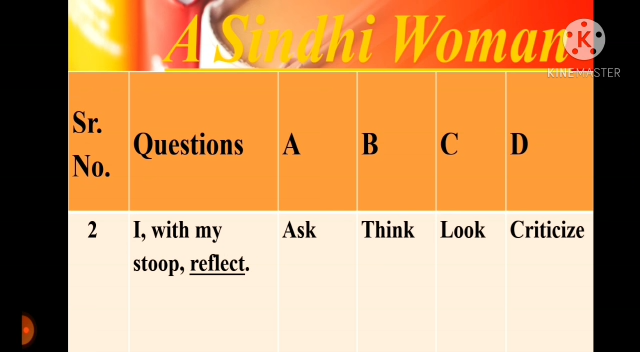 A Sindhi Woman
KINEMASTER
Sr. No. Questions A B C D
2 I, with my stoop, reflect. Ask Think Look Criticize